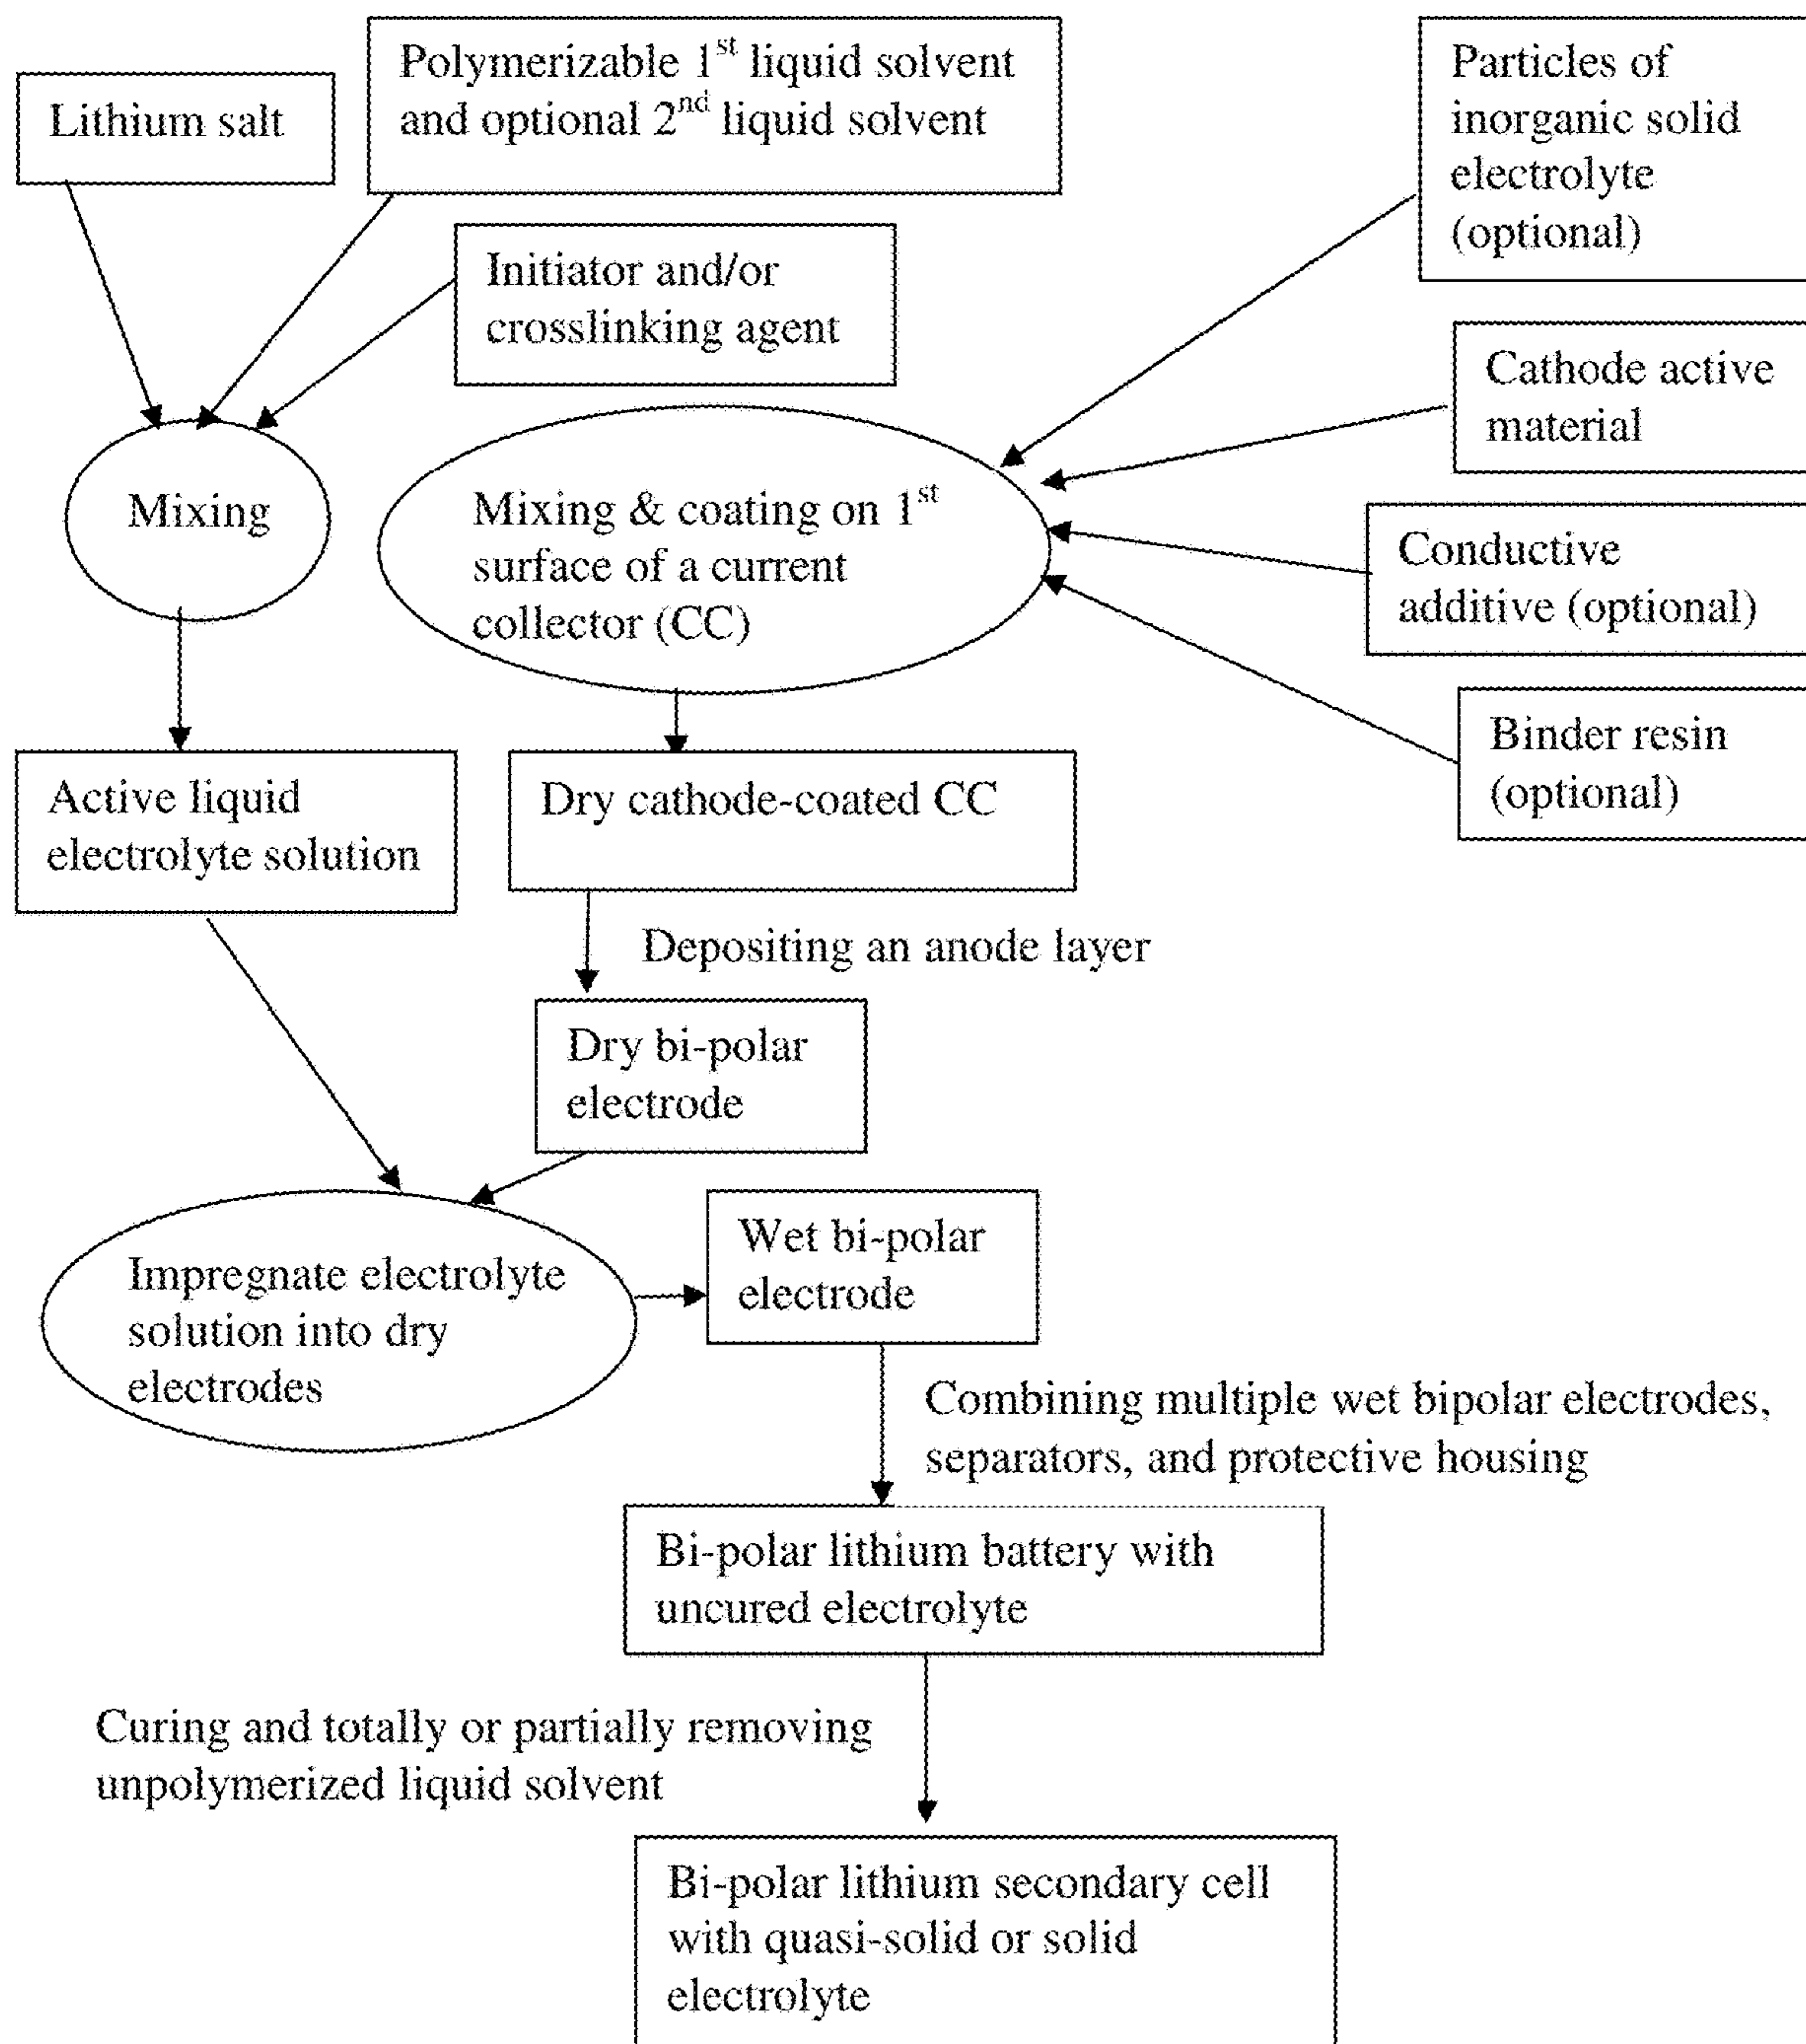 Lithium salt
Polymerizable 1st liquid solvent
and optional 2nd liquid solvent
Particles of
inorganic solid
electrolyte
(optional)
Initiator and/or
crosslinking agent
Cathode active
material
Mixing
Mixing & coating on 1st
surface of a current
collector (CC)
Conductive
additive (optional)
Binder resin
(optional)
Active liquid
electrolyte solution
Dry cathode-coated CC
Depositing an anode layer
Dry bi-polar
electrode
Impregnate electrolyte
solution into dry
electrodes
Wet bi-polar
electrode
Combining multiple wet bipolar electrodes,
separators, and protective housing
Bi-polar lithium battery with
uncured electrolyte
Curing and totally or partially removing
unpolymerized liquid solvent
Bi-polar lithium secondary cell
with quasi-solid or solid
electrolyte